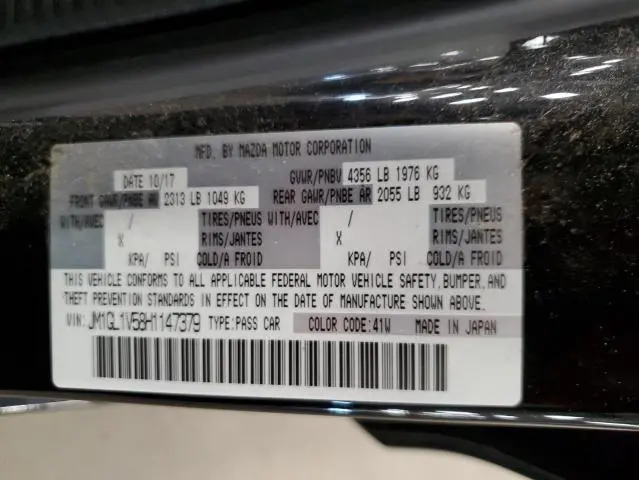 MFD. BY MAZDA MOTOR CORPORATION
DATE 10/17 GVWR/PNBV 4356 LB 1976 KG
FRONT GAWR/PNBE AV 2313 LB 1049 KG REAR GAWR/PNBE AR 2055 LB 932 KG
WITH/AVEC / TIRES/PNEUS WITH/AVEC / TIRES/PNEUS
X RIMS/JANTES X RIMS/JANTES
KPA/ PSI COLD/A FROID KPA/ PSI COLD/A FROID
THIS VEHICLE CONFORMS TO ALL APPLICABLE FEDERAL MOTOR VEHICLE SAFETY, BUMPER, AND
THEFT PREVENTION STANDARDS IN EFFECT ON THE DATE OF MANUFACTURE SHOWN ABOVE.
VIN: JM1GL1V58H1147379 TYPE: PASS CAR COLOR CODE: 41W MADE IN JAPAN